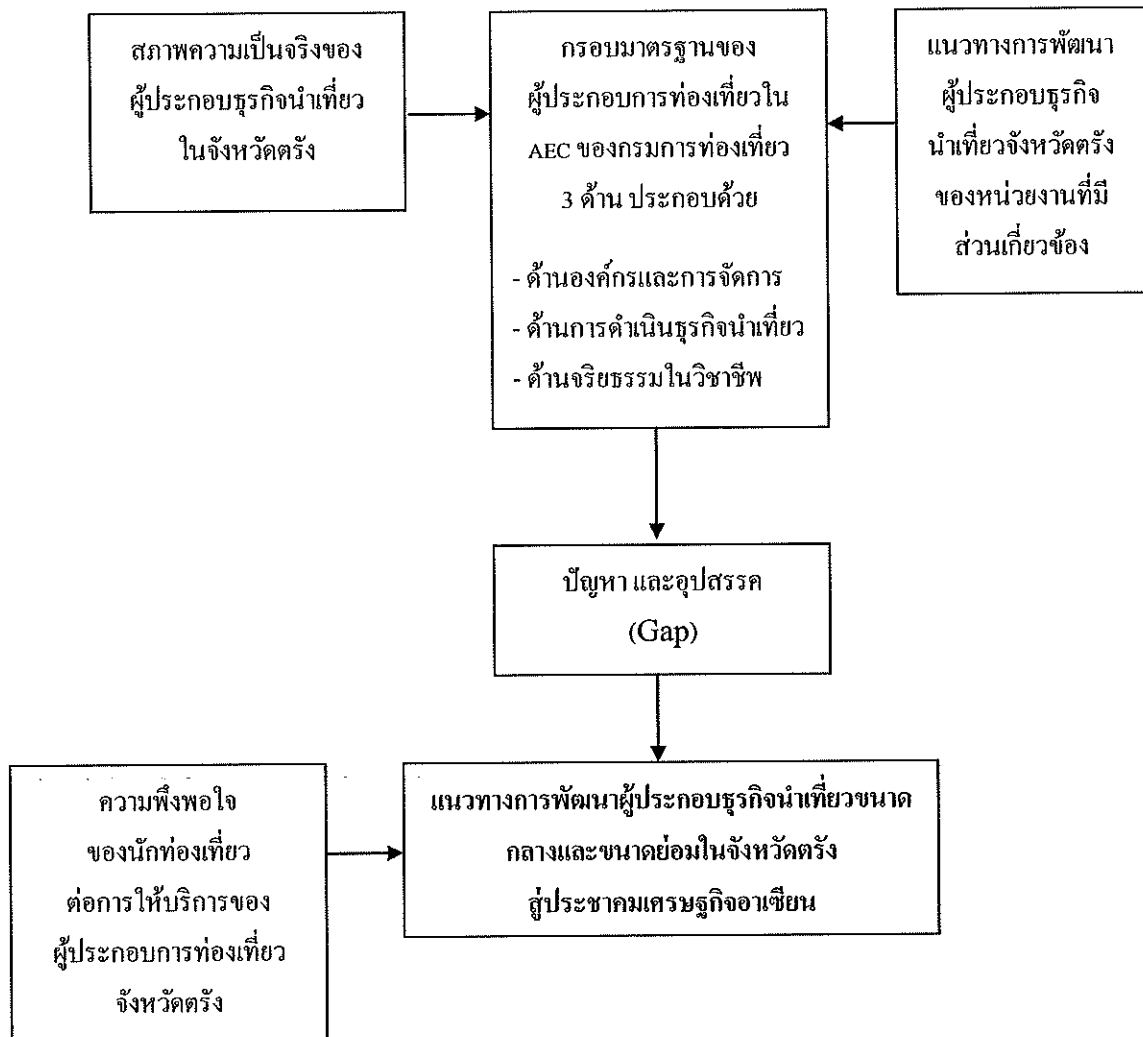 สภาพความเป็นจริงของ
ผู้ประกอบธุรกิจนำเที่ยว
ในจังหวัดตรัง
กรอบมาตรฐานของ
ผู้ประกอบการท่องเที่ยวใน
AEC ของกรมการท่องเที่ยว
3 ด้าน ประกอบด้วย
- ด้านองค์กรและการจัดการ
- ด้านการดำเนินธุรกิจนำเที่ยว
- ด้านจริยธรรมในวิชาชีพ
แนวทางการพัฒนา
ผู้ประกอบธุรกิจ
นำเที่ยวจังหวัดตรัง
ของหน่วยงานที่มี
ส่วนเกี่ยวข้อง
ปัญหา และอุปสรรค
(Gap)
ความพึงพอใจ
ของนักท่องเที่ยว
ต่อการให้บริการของ
ผู้ประกอบการท่องเที่ยว
จังหวัดตรัง
แนวทางการพัฒนาผู้ประกอบธุรกิจนำเที่ยวขนาด
กลางและขนาดย่อมในจังหวัดตรัง
สู่ประชาคมเศรษฐกิจอาเซียน